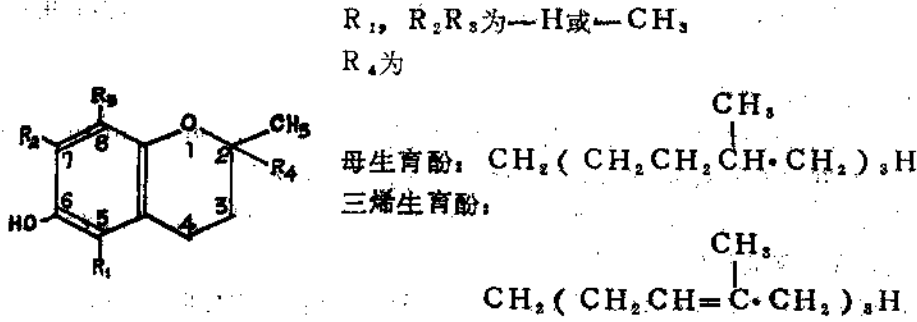 R₁, R₂R₃为—H或—CH₃
R₄为
R₃
R₂
8
O
CH₃
7
1
2
R₄
6
3
HO
5
4
R₁
CH₃
母生育酚: CH₂(CH₂CH₂CH·CH₂)₃H
三烯生育酚:
CH₃
CH₂(CH₂CH=C·CH₂)₃H